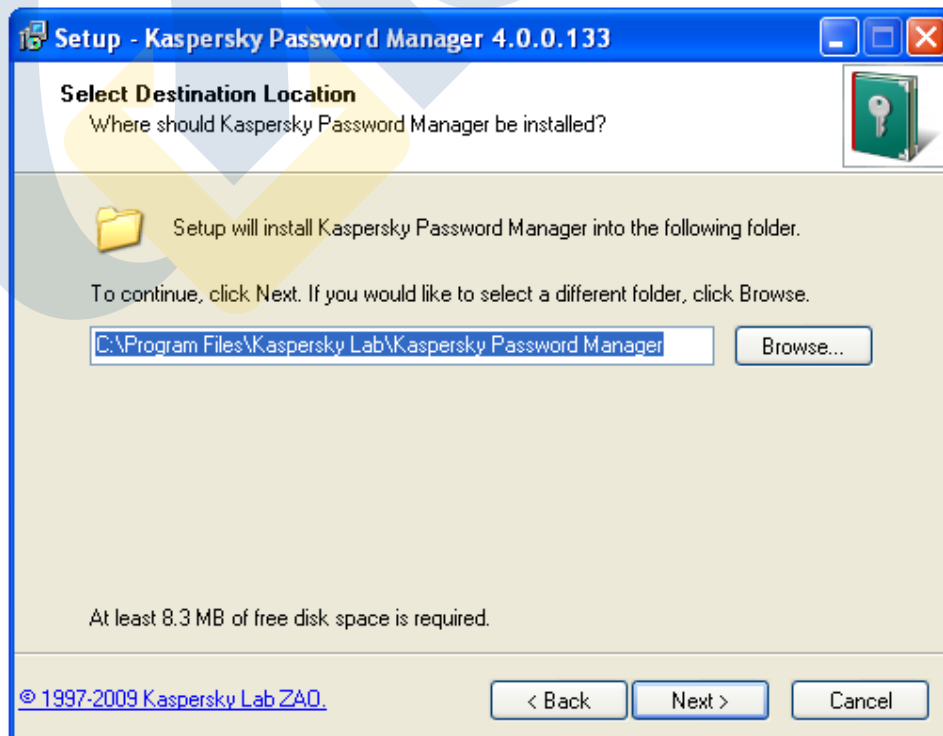 Setup - Kaspersky Password Manager 4.0.0.133
Select Destination Location
Where should Kaspersky Password Manager be installed?
Setup will install Kaspersky Password Manager into the following folder.
To continue, click Next. If you would like to select a different folder, click Browse.
C:\Program Files\Kaspersky Lab\Kaspersky Password Manager
Browse...
At least 8.3 MB of free disk space is required.
© 1997-2009 Kaspersky Lab ZAO.
< Back
Next >
Cancel